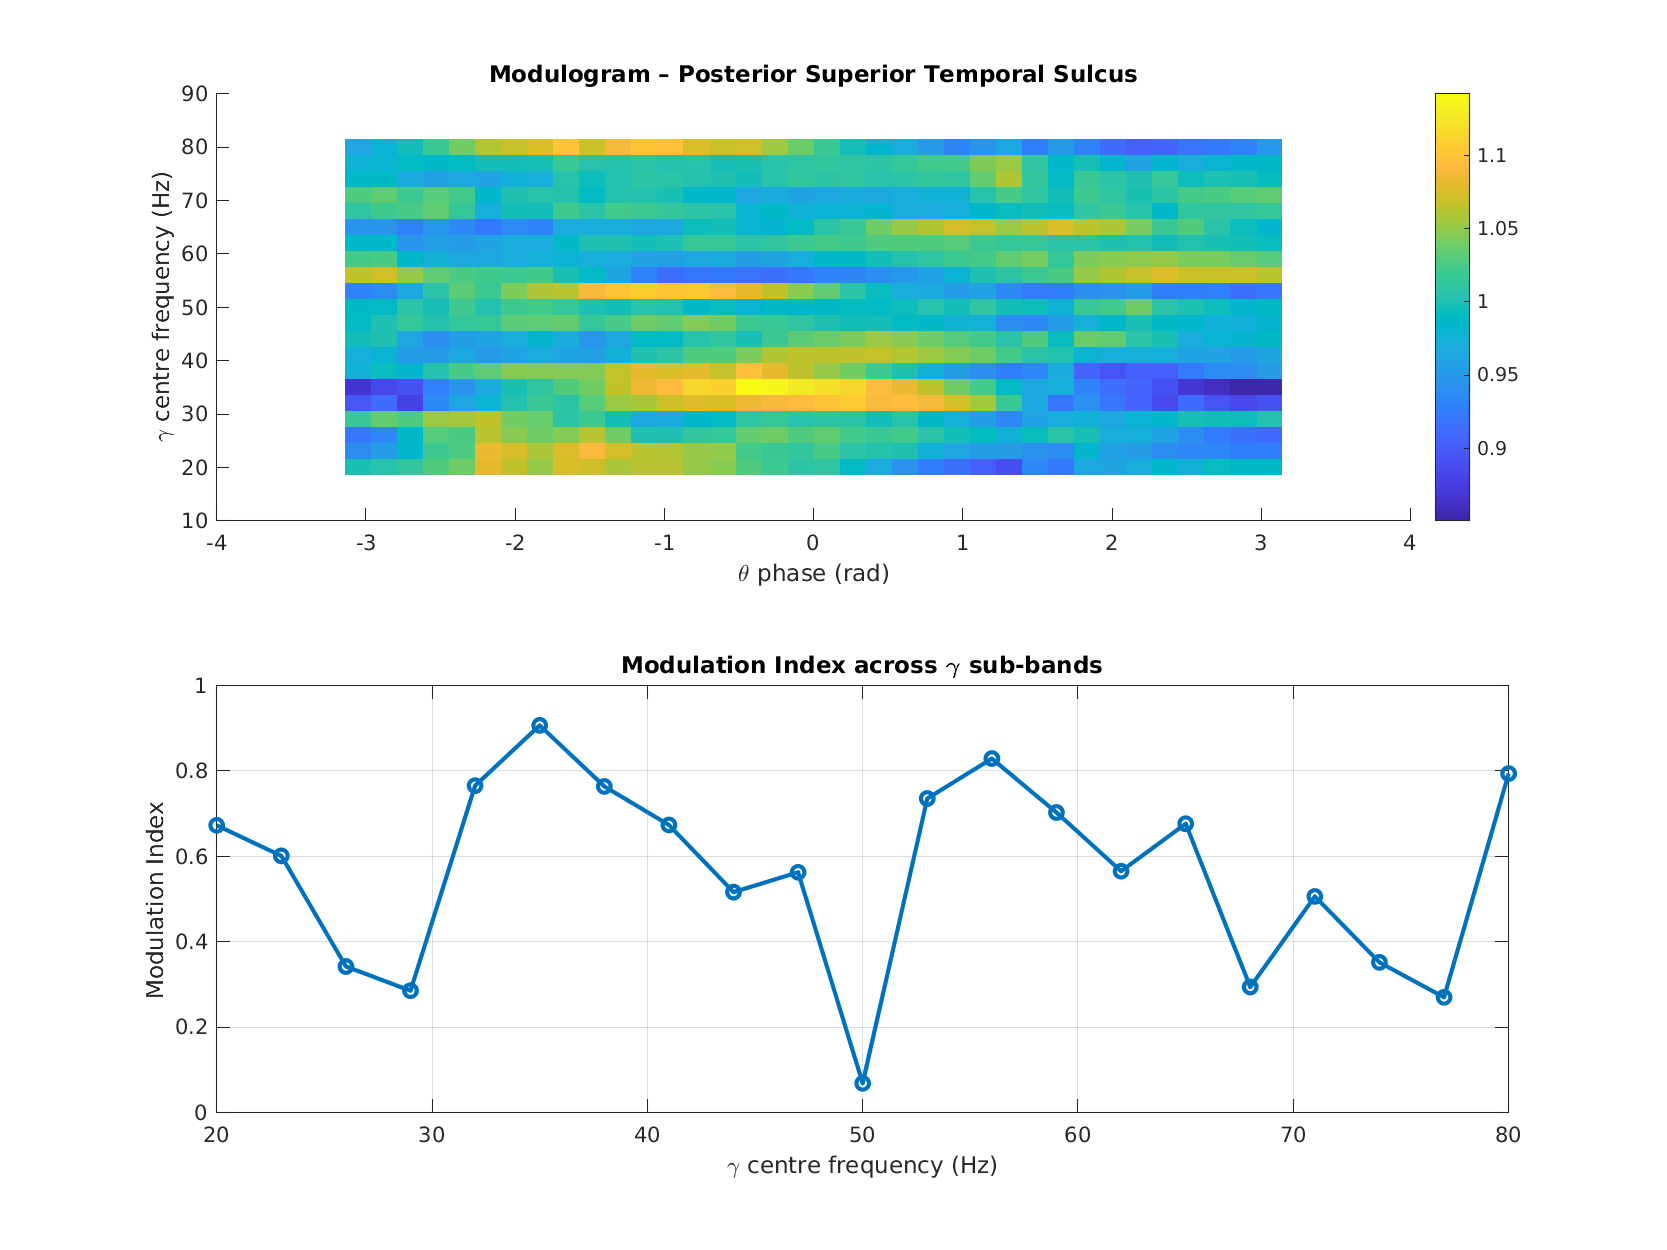 Modulogram – Posterior Superior Temporal Sulcus
90
80
70
60
50
40
30
20
10
γ centre frequency (Hz)
-4 -3 -2 -1 0 1 2 3 4
θ phase (rad)
1.1
1.05
1
0.95
0.9
Modulation Index across γ sub-bands
1
0.8
0.6
0.4
0.2
0
Modulation Index
20 30 40 50 60 70 80
γ centre frequency (Hz)